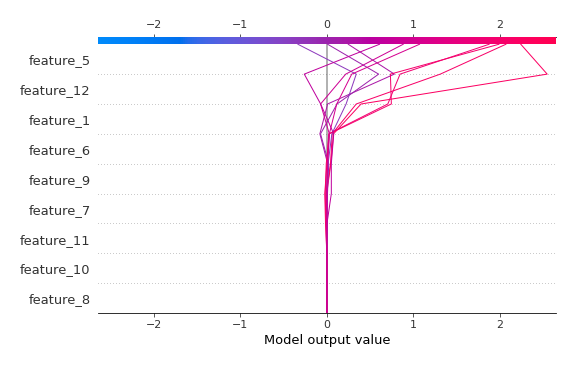 −2 −1 0 1 2
feature_5
feature_12
feature_1
feature_6
feature_9
feature_7
feature_11
feature_10
feature_8
−2 −1 0 1 2
Model output value